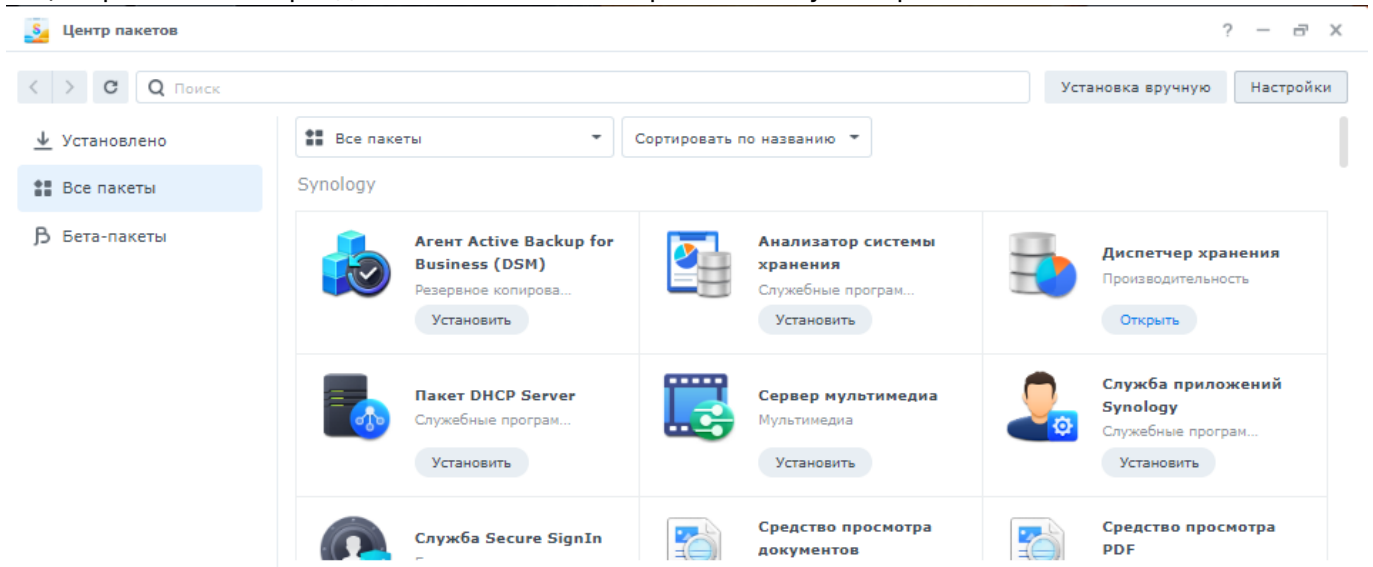 Центр пакетов
Поиск
Установка вручную
Настройки
Установлено
Все пакеты
Бета-пакеты
Все пакеты
Сортировать по названию
Synology
Агент Active Backup for
Business (DSM)
Резервное копирова...
Установить
Анализатор системы
хранения
Служебные програм...
Установить
Диспетчер хранения
Производительность
Открыть
Пакет DHCP Server
Служебные програм...
Установить
Сервер мультимедиа
Мультимедиа
Установить
Служба приложений
Synology
Служебные програм...
Установить
Служба Secure SignIn
Средство просмотра
документов
Средство просмотра
PDF